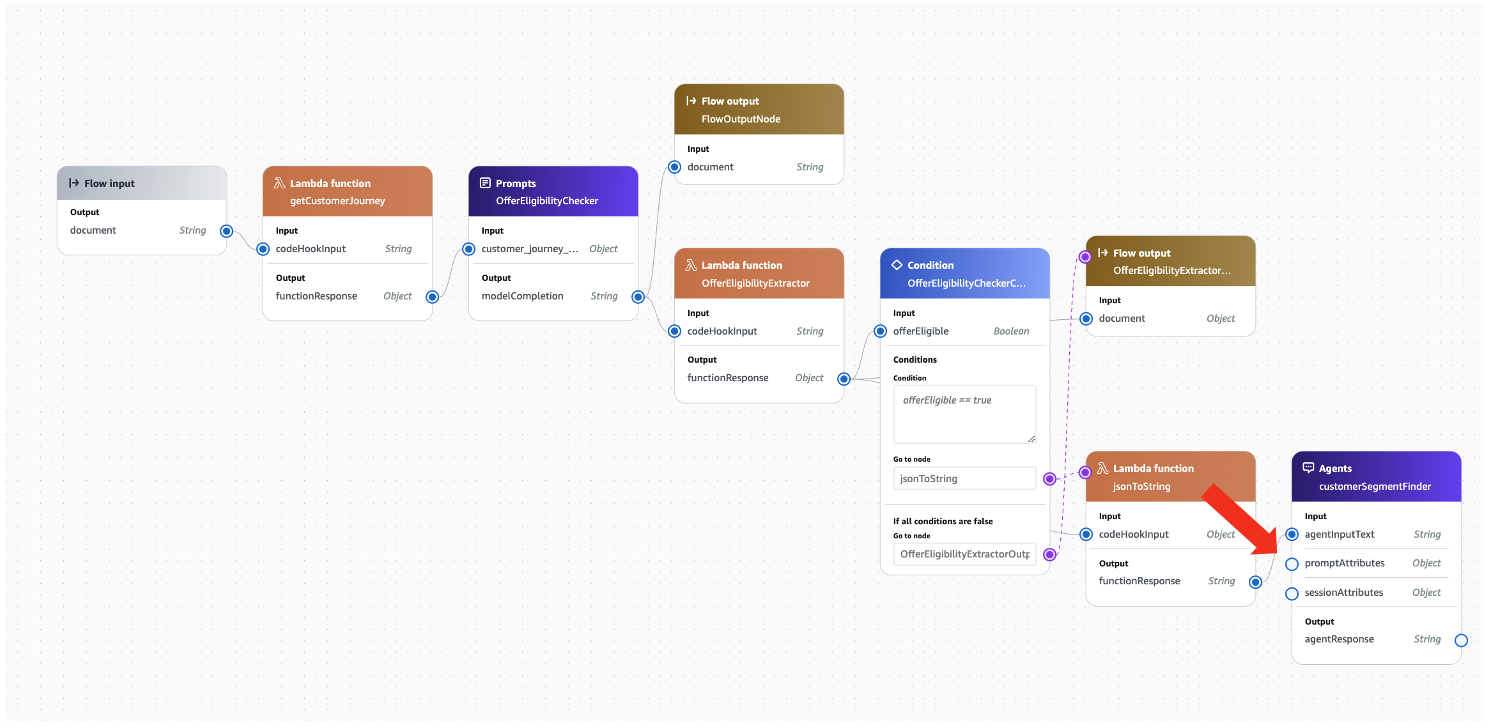 Flow input
Output
document String
Lambda function
getCustomerJourney
Input
codeHookInput String
Output
functionResponse Object
Prompts
OfferEligibilityChecker
Input
customer_journey_... Object
Output
modelCompletion String
Flow output
FlowOutputNode
Input
document String
Lambda function
OfferEligibilityExtractor
Input
codeHookInput String
Output
functionResponse Object
Condition
OfferEligibilityCheckerC...
Input
offerEligible Boolean
Conditions
Condition
offerEligible == true
Go to node
jsonToString
If all conditions are false
Go to node
OfferEligibilityExtractorOutp
Flow output
OfferEligibilityExtractor...
Input
document Object
Lambda function
jsonToString
Input
codeHookInput Object
Output
functionResponse String
Agents
customerSegmentFinder
Input
agentInputText String
promptAttributes Object
sessionAttributes Object
Output
agentResponse String